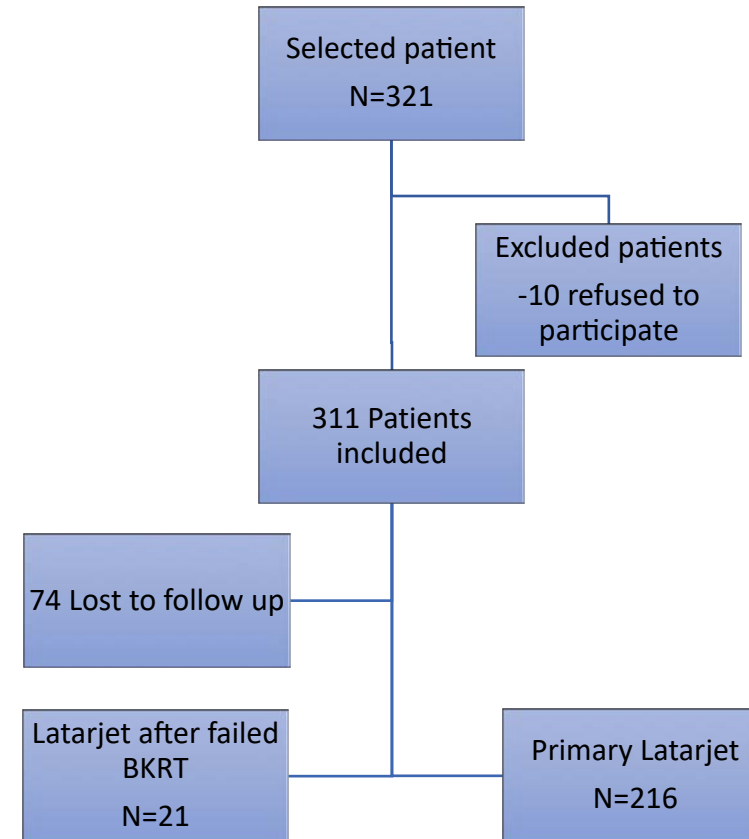 Selected patient
N=321
Excluded patients
-10 refused to
participate
311 Patients
included
74 Lost to follow up
Latarjet after failed
BKRT
N=21
Primary Latarjet
N=216